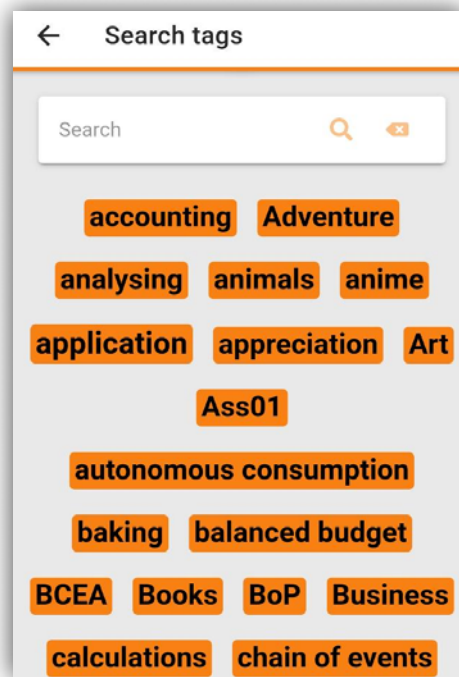 Search tags
Search
accounting Adventure
analysing animals anime
application appreciation Art
Ass01
autonomous consumption
baking balanced budget
BCEA Books BoP Business
calculations chain of events